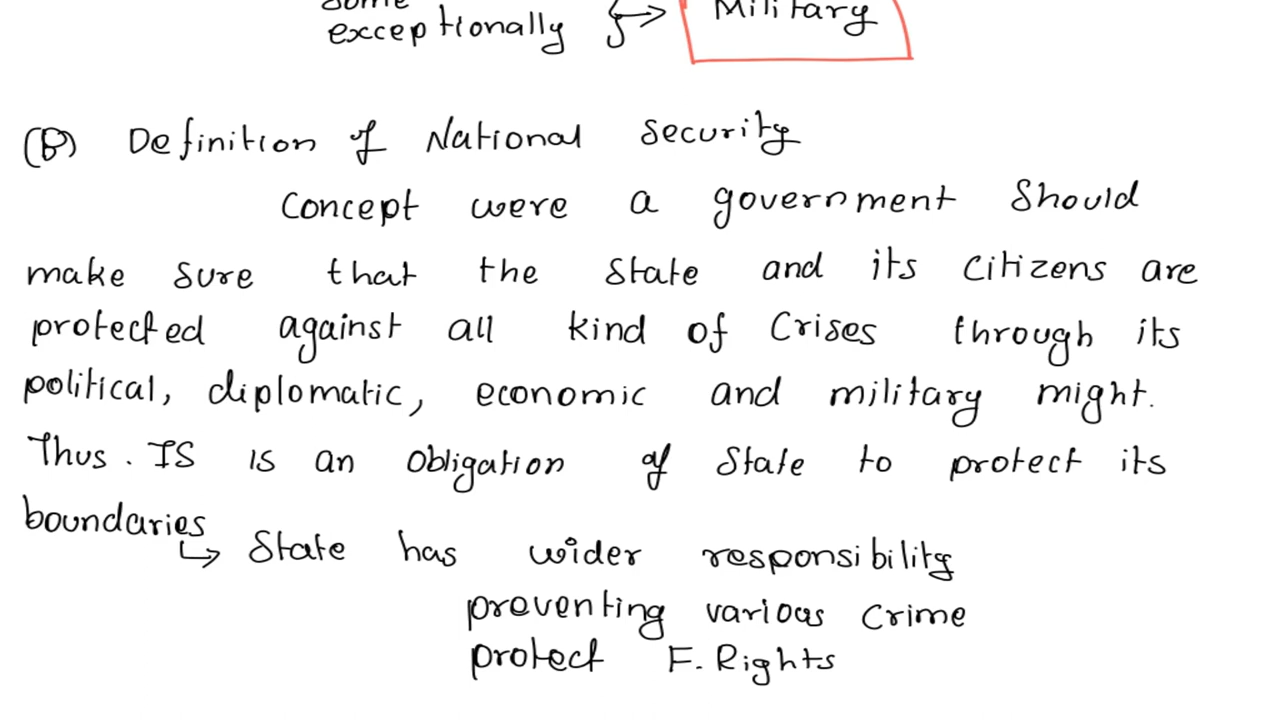 some
exceptionally } → Military
(B) Definition of National security
Concept were a government should
make sure that the state and its citizens are
protected against all kind of Crises through its
political, diplomatic, economic and military might.
Thus. IS is an obligation of state to protect its
boundaries
↳ State has wider responsibility
preventing various crime
protect F. Rights